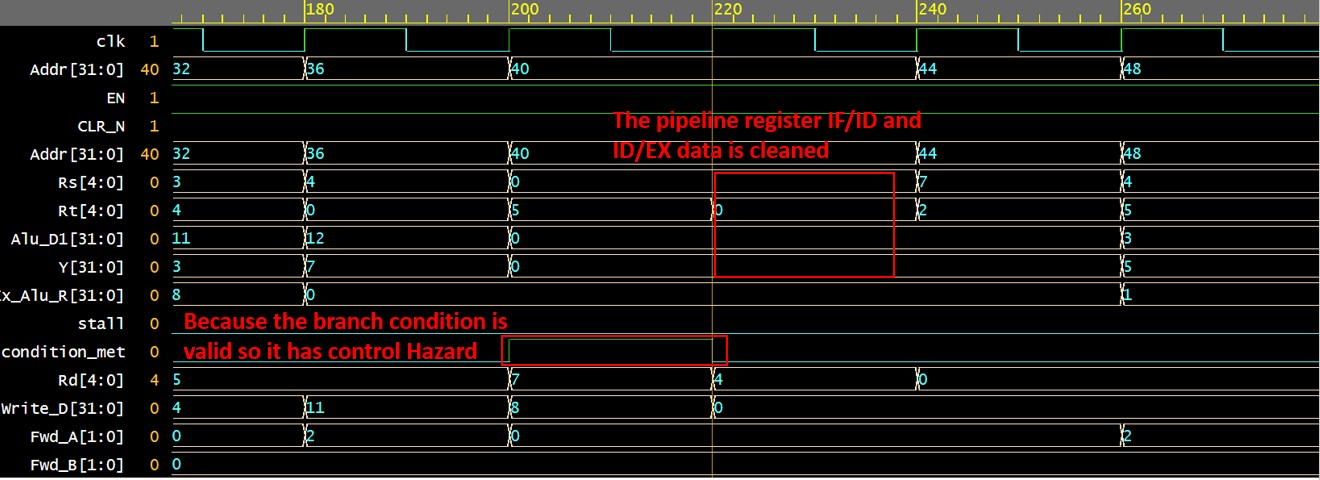 180 200 220 240 260
clk 1
Addr[31:0] 40 32 36 40 44 48
EN 1
CLR_N 1
The pipeline register IF/ID and
ID/EX data is cleaned
Addr[31:0] 40 32 36 40 44 48
Rs[4:0] 0 3 4 0 7 4
Rt[4:0] 0 4 0 5 0 2 5
Alu_D1[31:0] 0 11 12 0 3
Y[31:0] 0 3 7 0 5
x_Alu_R[31:0] 0 8 0 1
stall 0
Because the branch condition is
valid so it has control Hazard
condition_met 0
Rd[4:0] 4 5 7 4 0
Write_D[31:0] 0 4 11 8 0
Fwd_A[1:0] 0 0 2 0 2
Fwd_B[1:0] 0 0